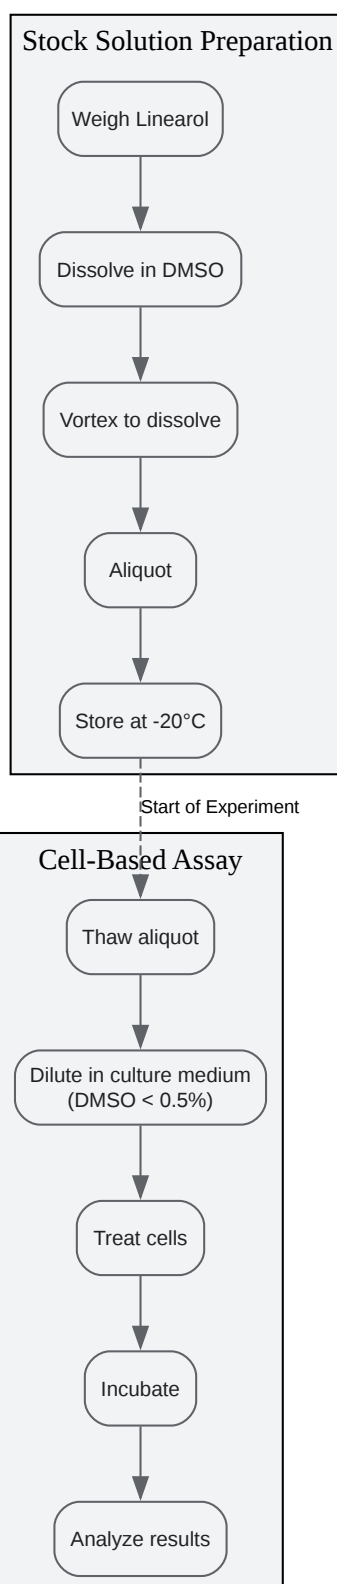 Stock Solution Preparation
Weigh Linearol
Dissolve in DMSO
Vortex to dissolve
Aliquot
Store at -20°C
Start of Experiment
Cell-Based Assay
Thaw aliquot
Dilute in culture medium
(DMSO < 0.5%)
Treat cells
Incubate
Analyze results